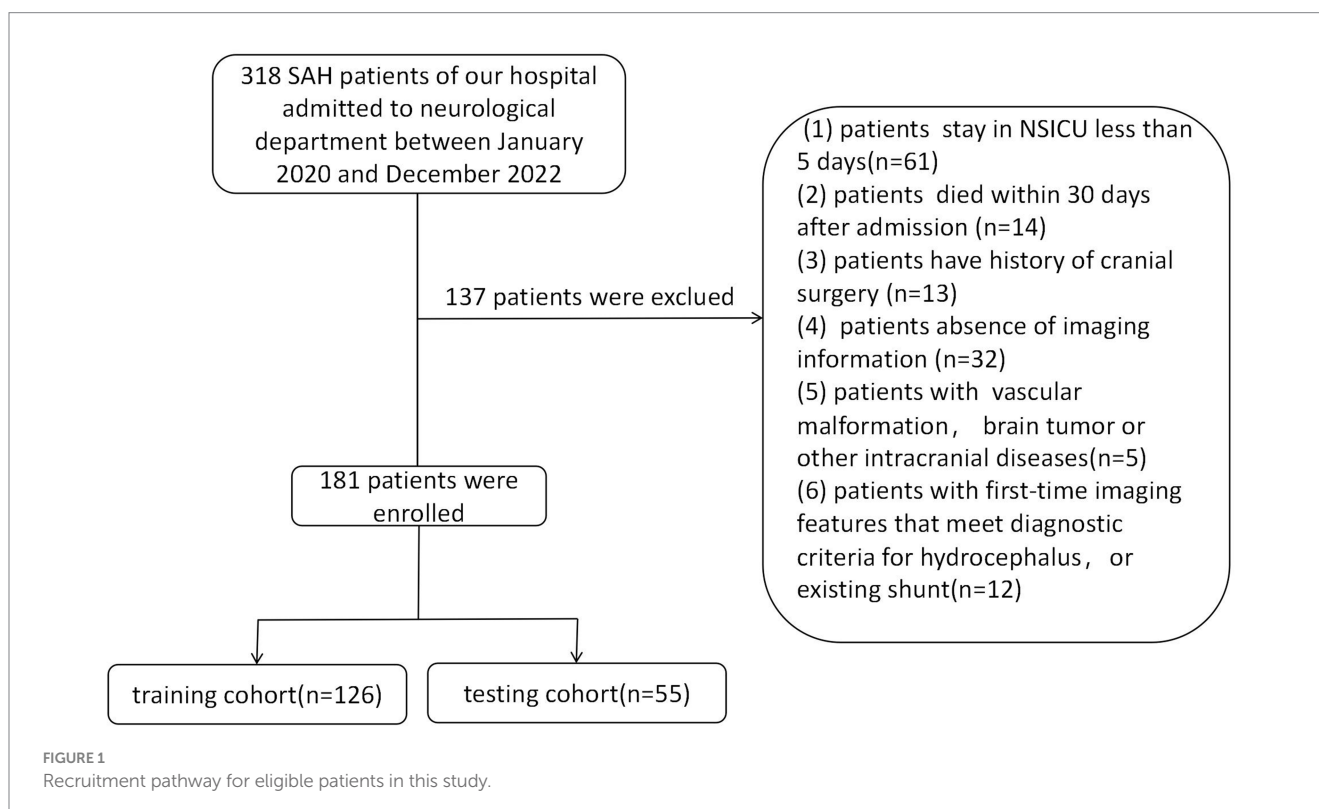 318 SAH patients of our hospital
admitted to neurological
department between January
2020 and December 2022
137 patients were exclued
(1) patients stay in NSICU less than
5 days(n=61)
(2) patients died within 30 days
after admission (n=14)
(3) patients have history of cranial
surgery (n=13)
(4) patients absence of imaging
information (n=32)
(5) patients with vascular
malformation， brain tumor or
other intracranial diseases(n=5)
(6) patients with first-time imaging
features that meet diagnostic
criteria for hydrocephalus， or
existing shunt(n=12)
181 patients were
enrolled
training cohort(n=126)
testing cohort(n=55)
FIGURE 1
Recruitment pathway for eligible patients in this study.